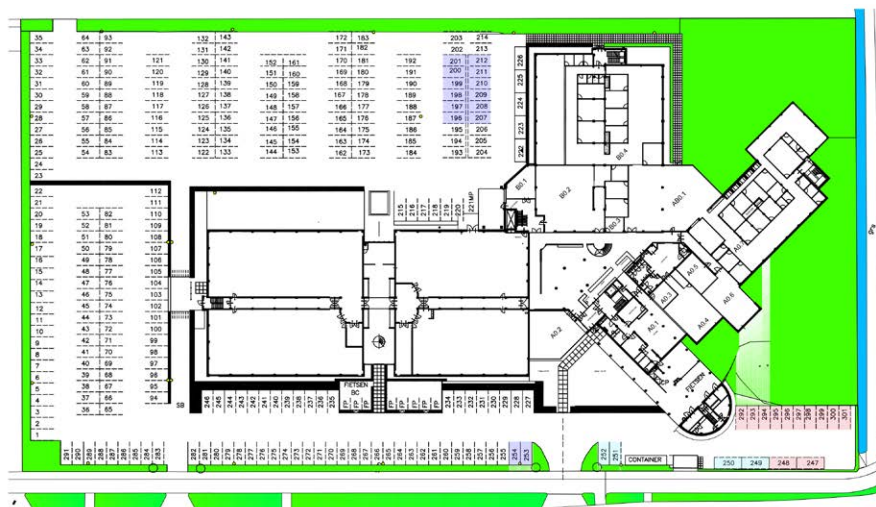 35 64 93 132 143 172 183 203 214
34 63 92 131 142 171 182 202 213
33 62 91 121 130 141 152 161 170 181 192 201 212
32 61 90 120 129 140 151 160 169 180 191 200 211
31 60 89 119 128 139 150 159 168 179 190 199 210
30 59 88 118 127 138 149 158 167 178 189 198 209
29 58 87 117 126 137 148 157 166 177 188 197 208
28 57 86 116 125 136 147 156 165 176 187 196 207
27 56 85 115 124 135 146 155 164 175 186 195 206
26 55 84 114 123 134 145 154 163 174 185 194 205
25 54 83 113 122 133 144 153 162 173 184 193 204
24
23
226
225
224
223
222
B0.4
B0.1
B0.2
B0.3
AB0.1
22 112
21 111
20 53 82 110
19 52 81 109
18 51 80 108
17 50 79 107
16 49 78 106
15 48 77 105
14 47 76 104
13 46 75 103
12 45 74 102
11 44 73 101
10 43 72 100
9 42 71 99
8 41 70 98
7 40 69 97
6 39 68 96
5 38 67 95
4 37 66 94
3 36 65
2
1
215 216 217 218 219 220 221MP
A0.5
A0.3
A0.6
A0.4
A0.1
A0.2
CP
FIETSEN
SB
246 245 244 243 242 241 240 239 238 237 236 235
FIETSEN
BC
FP FP FP FP FP FP FP FP
234 233 232 231 230 229 228 227
292 293 294 295 296 297 298 299 300 301
291 290 289 288 287 286 285 284 283
282 281 280 279 278 277 276 275 274 273 272 271 270 269 268 267 266 265 264 263 262 261 260 259 258 257 256 255 254 253
252 251
CONTAINER
250 249 248 247